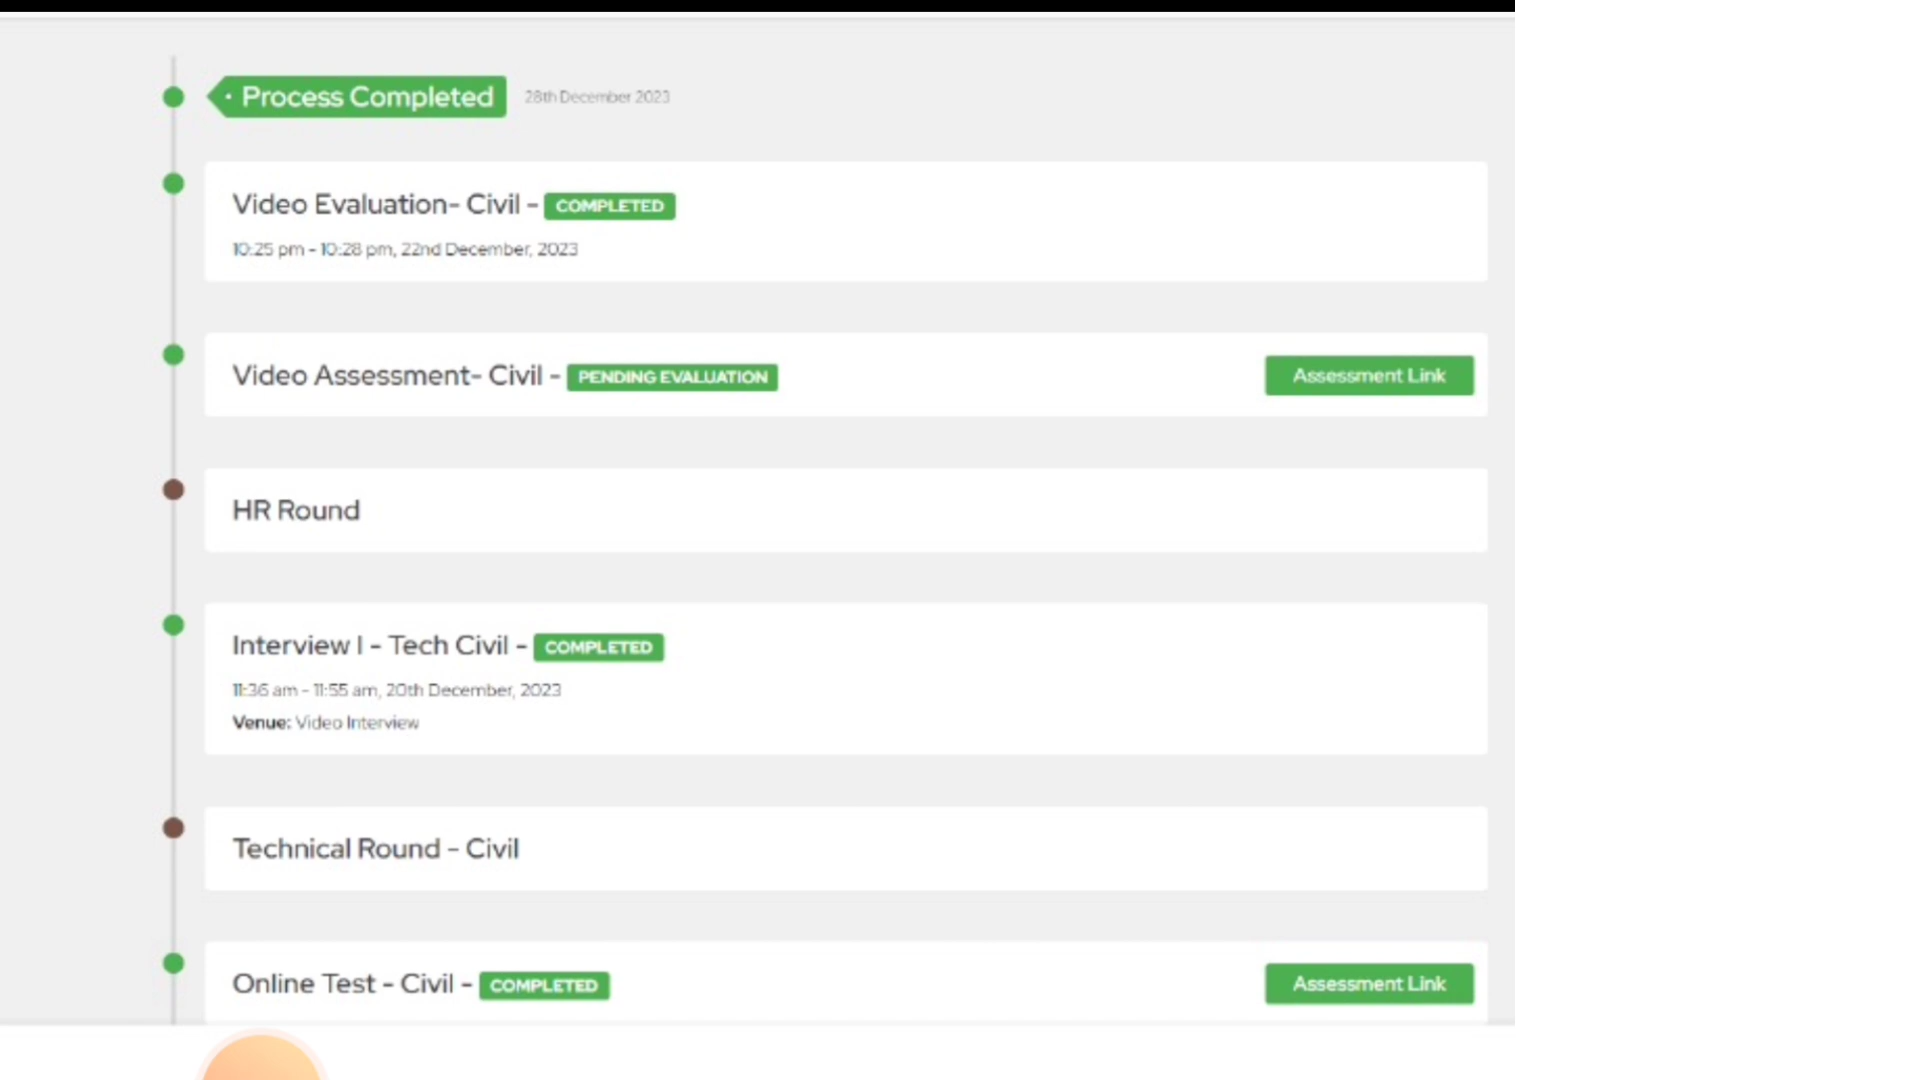 • Process Completed 28th December 2023
Video Evaluation- Civil - COMPLETED
10:25 pm - 10:28 pm, 22nd December, 2023
Video Assessment- Civil - PENDING EVALUATION Assessment Link
HR Round
Interview I - Tech Civil - COMPLETED
11:36 am - 11:55 am, 20th December, 2023
Venue: Video Interview
Technical Round - Civil
Online Test - Civil - COMPLETED Assessment Link